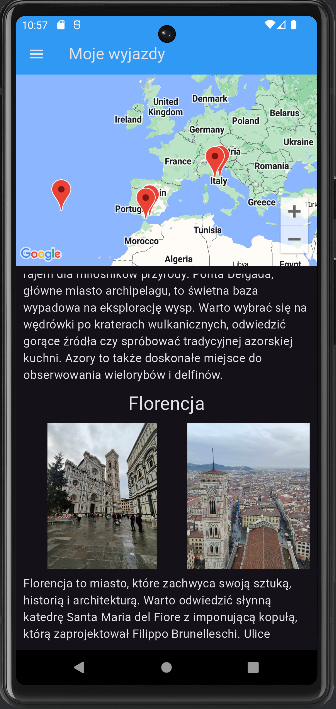 10:57
Moje wyjazdy
United Kingdom
Denmark
Belarus
Ireland
Poland
Germany
Ukraine
France
Romania
Italy
Greece
Tunisia
Morocco
Algeria
Google
+
−
rajem dla miłośników przyrody. Ponta Delgada,
główne miasto archipelagu, to świetna baza
wypadowa na eksplorację wysp. Warto wybrać się na
wędrówki po kraterach wulkanicznych, odwiedzić
gorące źródła czy spróbować tradycyjnej azorskiej
kuchni. Azory to także doskonałe miejsce do
obserwowania wielorybów i delfinów.
Florencja
Florencja to miasto, które zachwyca swoją sztuką,
historią i architekturą. Warto odwiedzić słynną
katedrę Santa Maria del Fiore z imponującą kopułą,
którą zaprojektował Filippo Brunelleschi. Ulice